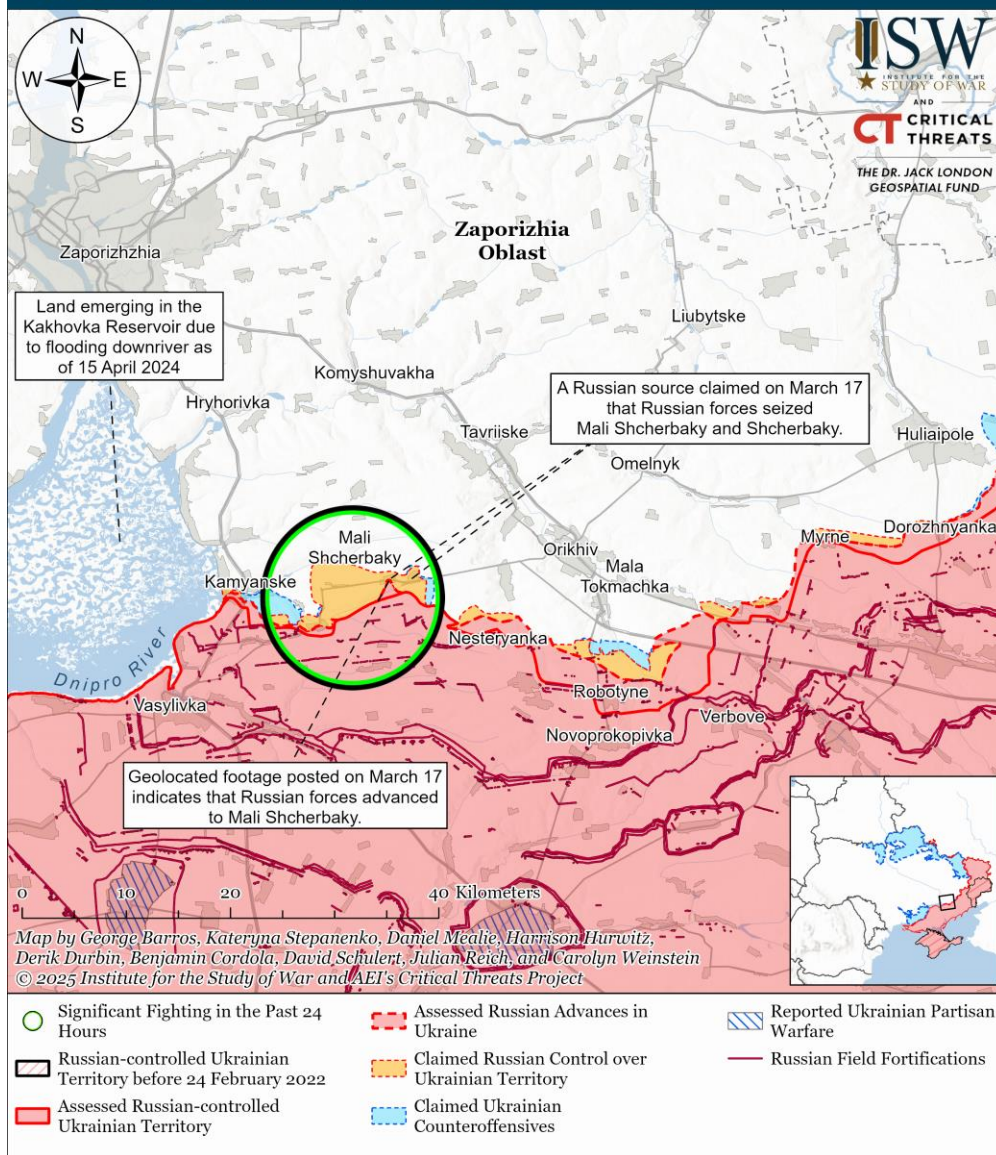 N
W
E
S
ISW
INSTITUTE FOR THE
STUDY OF WAR
AND
CT CRITICAL
THREATS
THE DR. JACK LONDON
GEOSPATIAL FUND
Zaporizhia
Oblast
Zaporizhzhia
Land emerging in the
Kakhovka Reservoir due
to flooding downriver as
of 15 April 2024
Liubytske
Komyshuvakha
Hryhorivka
A Russian source claimed on March 17
that Russian forces seized
Mali Shcherbaky and Shcherbaky.
Tavriiske
Huliaipole
Omelnyk
Mali
Shcherbaky
Dorozhnyanka
Myrne
Orikhiv
Mala
Tokmachka
Kamyanske
Nesteryanka
Dnipro River
Robotyne
Vasylivka
Verbove
Novoprokopivka
Geolocated footage posted on March 17
indicates that Russian forces advanced
to Mali Shcherbaky.
0 10 20 40 Kilometers
Map by George Barros, Kateryna Stepanenko, Daniel Mealie, Harrison Hurwitz,
Derik Durbin, Benjamin Cordola, David Schulert, Julian Reich, and Carolyn Weinstein
© 2025 Institute for the Study of War and AEI's Critical Threats Project
Significant Fighting in the Past 24
Hours
Russian-controlled Ukrainian
Territory before 24 February 2022
Assessed Russian-controlled
Ukrainian Territory
Assessed Russian Advances in
Ukraine
Claimed Russian Control over
Ukrainian Territory
Claimed Ukrainian
Counteroffensives
Reported Ukrainian Partisan
Warfare
Russian Field Fortifications